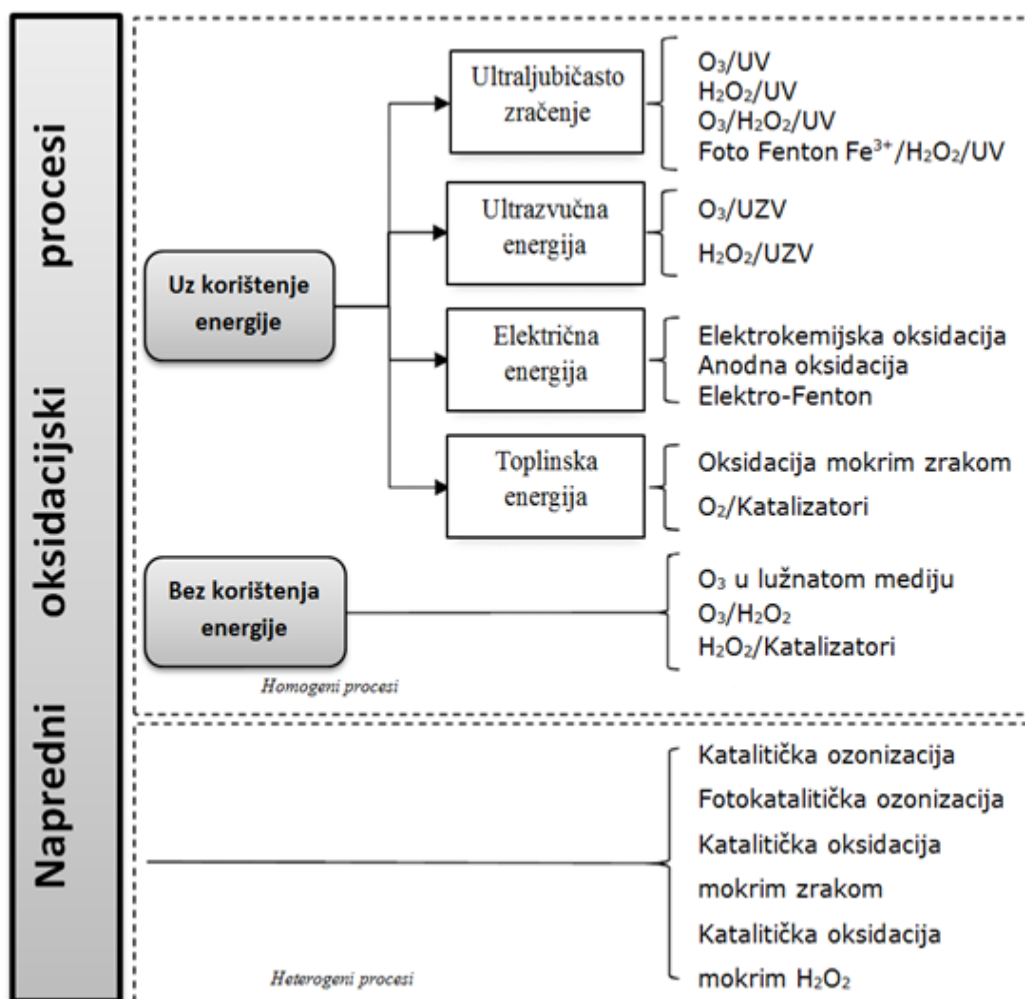 Napredni oksidacijski procesi
Uz korištenje
energije
Ultraljubičasto
zračenje
O₃/UV
H₂O₂/UV
O₃/H₂O₂/UV
Foto Fenton Fe³⁺/H₂O₂/UV
Ultrazvučna
energija
O₃/UZV
H₂O₂/UZV
Električna
energija
Elektrokemijska oksidacija
Anodna oksidacija
Elektro-Fenton
Toplinska
energija
Oksidacija mokrim zrakom
O₂/Katalizatori
Bez korištenja
energije
O₃ u lužnatom mediju
O₃/H₂O₂
H₂O₂/Katalizatori
Homogeni procesi
Katalitička ozonizacija
Fotokatalitička ozonizacija
Katalitička oksidacija
mokrim zrakom
Katalitička oksidacija
mokrim H₂O₂
Heterogeni procesi